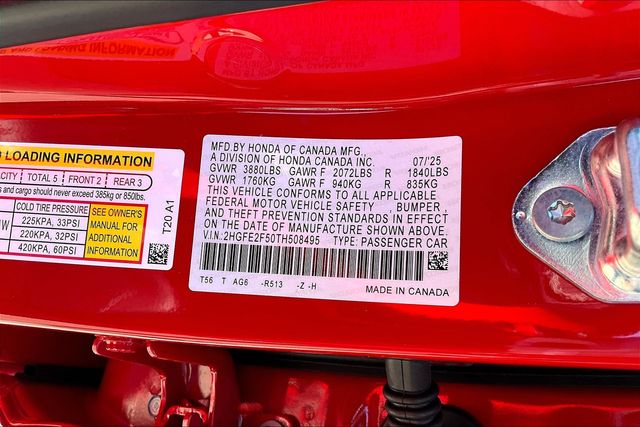 LOADING INFORMATION
CITY TOTAL 5 FRONT 2 REAR 3
s and cargo should never exceed 385kg or 850lbs.
COLD TIRE PRESSURE
225KPA, 33PSI
220KPA, 32PSI
420KPA, 60PSI
SEE OWNER'S
MANUAL FOR
ADDITIONAL
INFORMATION
T20 A1
MFD.BY HONDA OF CANADA MFG.,
A DIVISION OF HONDA CANADA INC. 07/'25
GVWR 3880LBS GAWR F 2072LBS R 1840LBS
GVWR 1760KG GAWR F 940KG R 835KG
THIS VEHICLE CONFORMS TO ALL APPLICABLE
FEDERAL MOTOR VEHICLE SAFETY BUMPER,
AND THEFT PREVENTION STANDARDS IN EFFECT
ON THE DATE OF MANUFACTURE SHOWN ABOVE.
V.I.N.:2HGFE2F50TH508495 TYPE: PASSENGER CAR
T56 T AG6 -R513 -Z -H
MADE IN CANADA